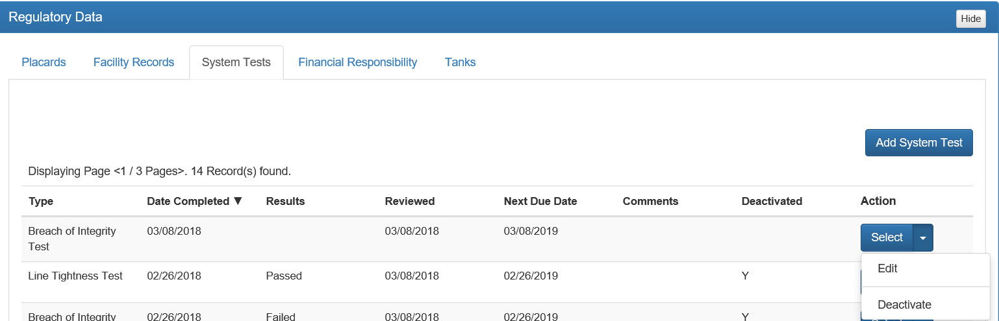 Regulatory Data
Hide
Placards Facility Records System Tests Financial Responsibility Tanks
Add System Test
Displaying Page <1 / 3 Pages>. 14 Record(s) found.
Type Date Completed ▼ Results Reviewed Next Due Date Comments Deactivated Action
Breach of Integrity 03/08/2018 03/08/2018 03/08/2019 Select
Test
Edit
Line Tightness Test 02/26/2018 Passed 03/08/2018 02/26/2019 Y
Deactivate
Breach of Integrity 02/26/2018 Failed 03/08/2018 02/26/2019 Y